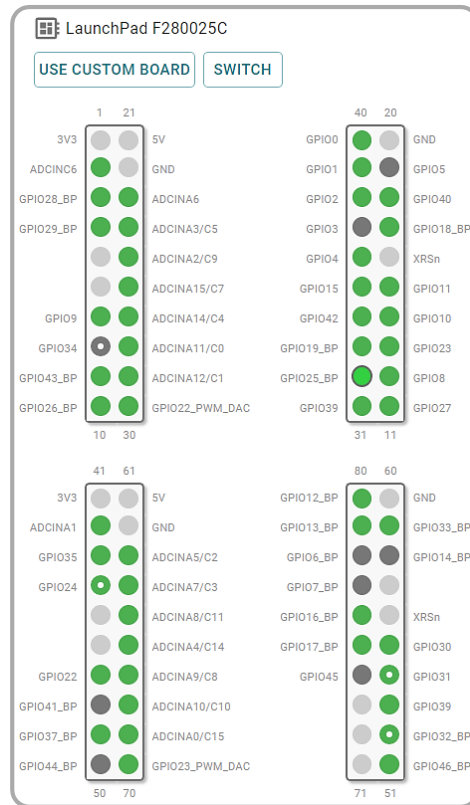 LaunchPad F280025C
USE CUSTOM BOARD SWITCH
1 21 40 20
3V3 5V GPIO0 GND
ADCINC6 GND GPIO1 GPIO5
GPIO28_BP ADCINA6 GPIO2 GPIO40
GPIO29_BP ADCINA3/C5 GPIO3 GPIO18_BP
ADCINA2/C9 GPIO4 XRSn
ADCINA15/C7 GPIO15 GPIO11
GPIO9 ADCINA14/C4 GPIO42 GPIO10
GPIO34 ADCINA11/C0 GPIO19_BP GPIO23
GPIO43_BP ADCINA12/C1 GPIO25_BP GPIO8
GPIO26_BP GPIO22_PWM_DAC GPIO39 GPIO27
10 30 31 11
41 61 80 60
3V3 5V GPIO12_BP GND
ADCINA1 GND GPIO13_BP GPIO33_BP
GPIO35 ADCINA5/C2 GPIO6_BP GPIO14_BP
GPIO24 ADCINA7/C3 GPIO7_BP
ADCINA8/C11 GPIO16_BP XRSn
ADCINA4/C14 GPIO17_BP GPIO30
GPIO22 ADCINA9/C8 GPIO45 GPIO31
GPIO41_BP ADCINA10/C10 GPIO39
GPIO37_BP ADCINA0/C15 GPIO32_BP
GPIO44_BP GPIO23_PWM_DAC GPIO46_BP
50 70 71 51